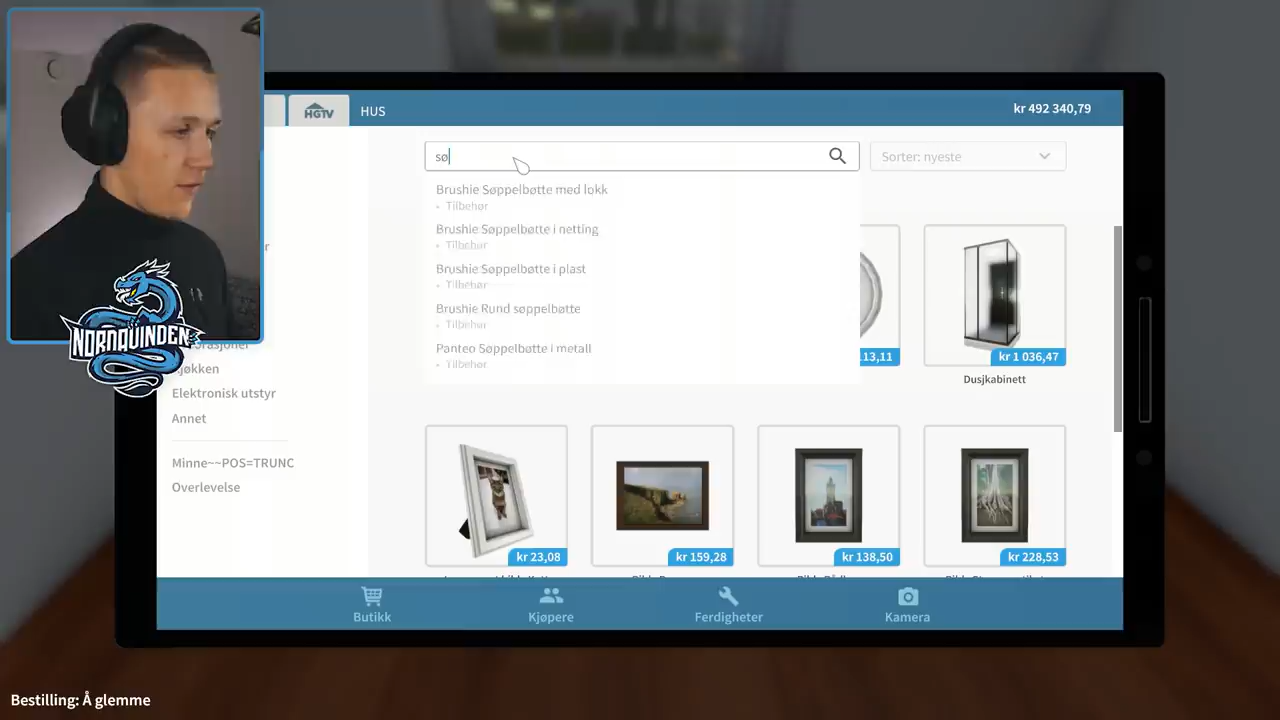 HGTV
HUS
kr 492 340,79
sø
Sorter: nyeste
Brushie Søppelbøtte med lokk
• Tilbehør
Brushie Søppelbøtte i netting
• Tilbehør
Brushie Søppelbøtte i plast
• Tilbehør
Brushie Rund søppelbøtte
• Tilbehør
Panteo Søppelbøtte i metall
• Tilbehør
13,11
kr 1 036,47
Dusjkabinett
NORDQVINDEN
Elektronisk utstyr
Annet
Minne~~POS=TRUNC
Overlevelse
kr 23,08
kr 159,28
kr 138,50
kr 228,53
Butikk
Kjøpere
Ferdigheter
Kamera
Bestilling: Å glemme